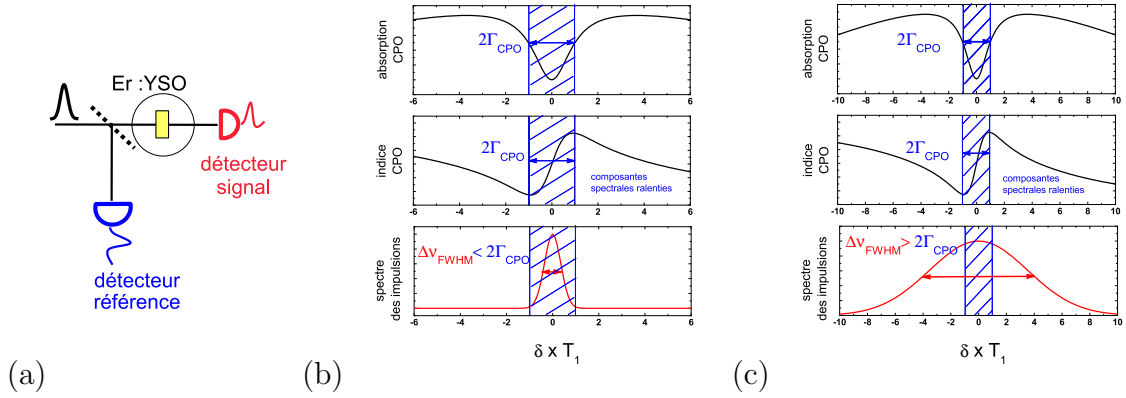 Er :YSO
détecteur
signal
détecteur
référence
(a)
absorption
CPO
2Γ_CPO
-6 -4 -2 0 2 4 6
indice
CPO
2Γ_CPO
composantes
spectrales ralenties
-6 -4 -2 0 2 4 6
spectre
des impulsions
Δν_FWHM < 2Γ_CPO
-6 -4 -2 0 2 4 6
δ x T_1
(b)
absorption
CPO
2Γ_CPO
-10 -8 -6 -4 -2 0 2 4 6 8 10
indice
CPO
2Γ_CPO
composantes
spectrales ralenties
-10 -8 -6 -4 -2 0 2 4 6 8 10
spectre
des impulsions
Δν_FWHM > 2Γ_CPO
-10 -8 -6 -4 -2 0 2 4 6 8 10
δ x T_1
(c)